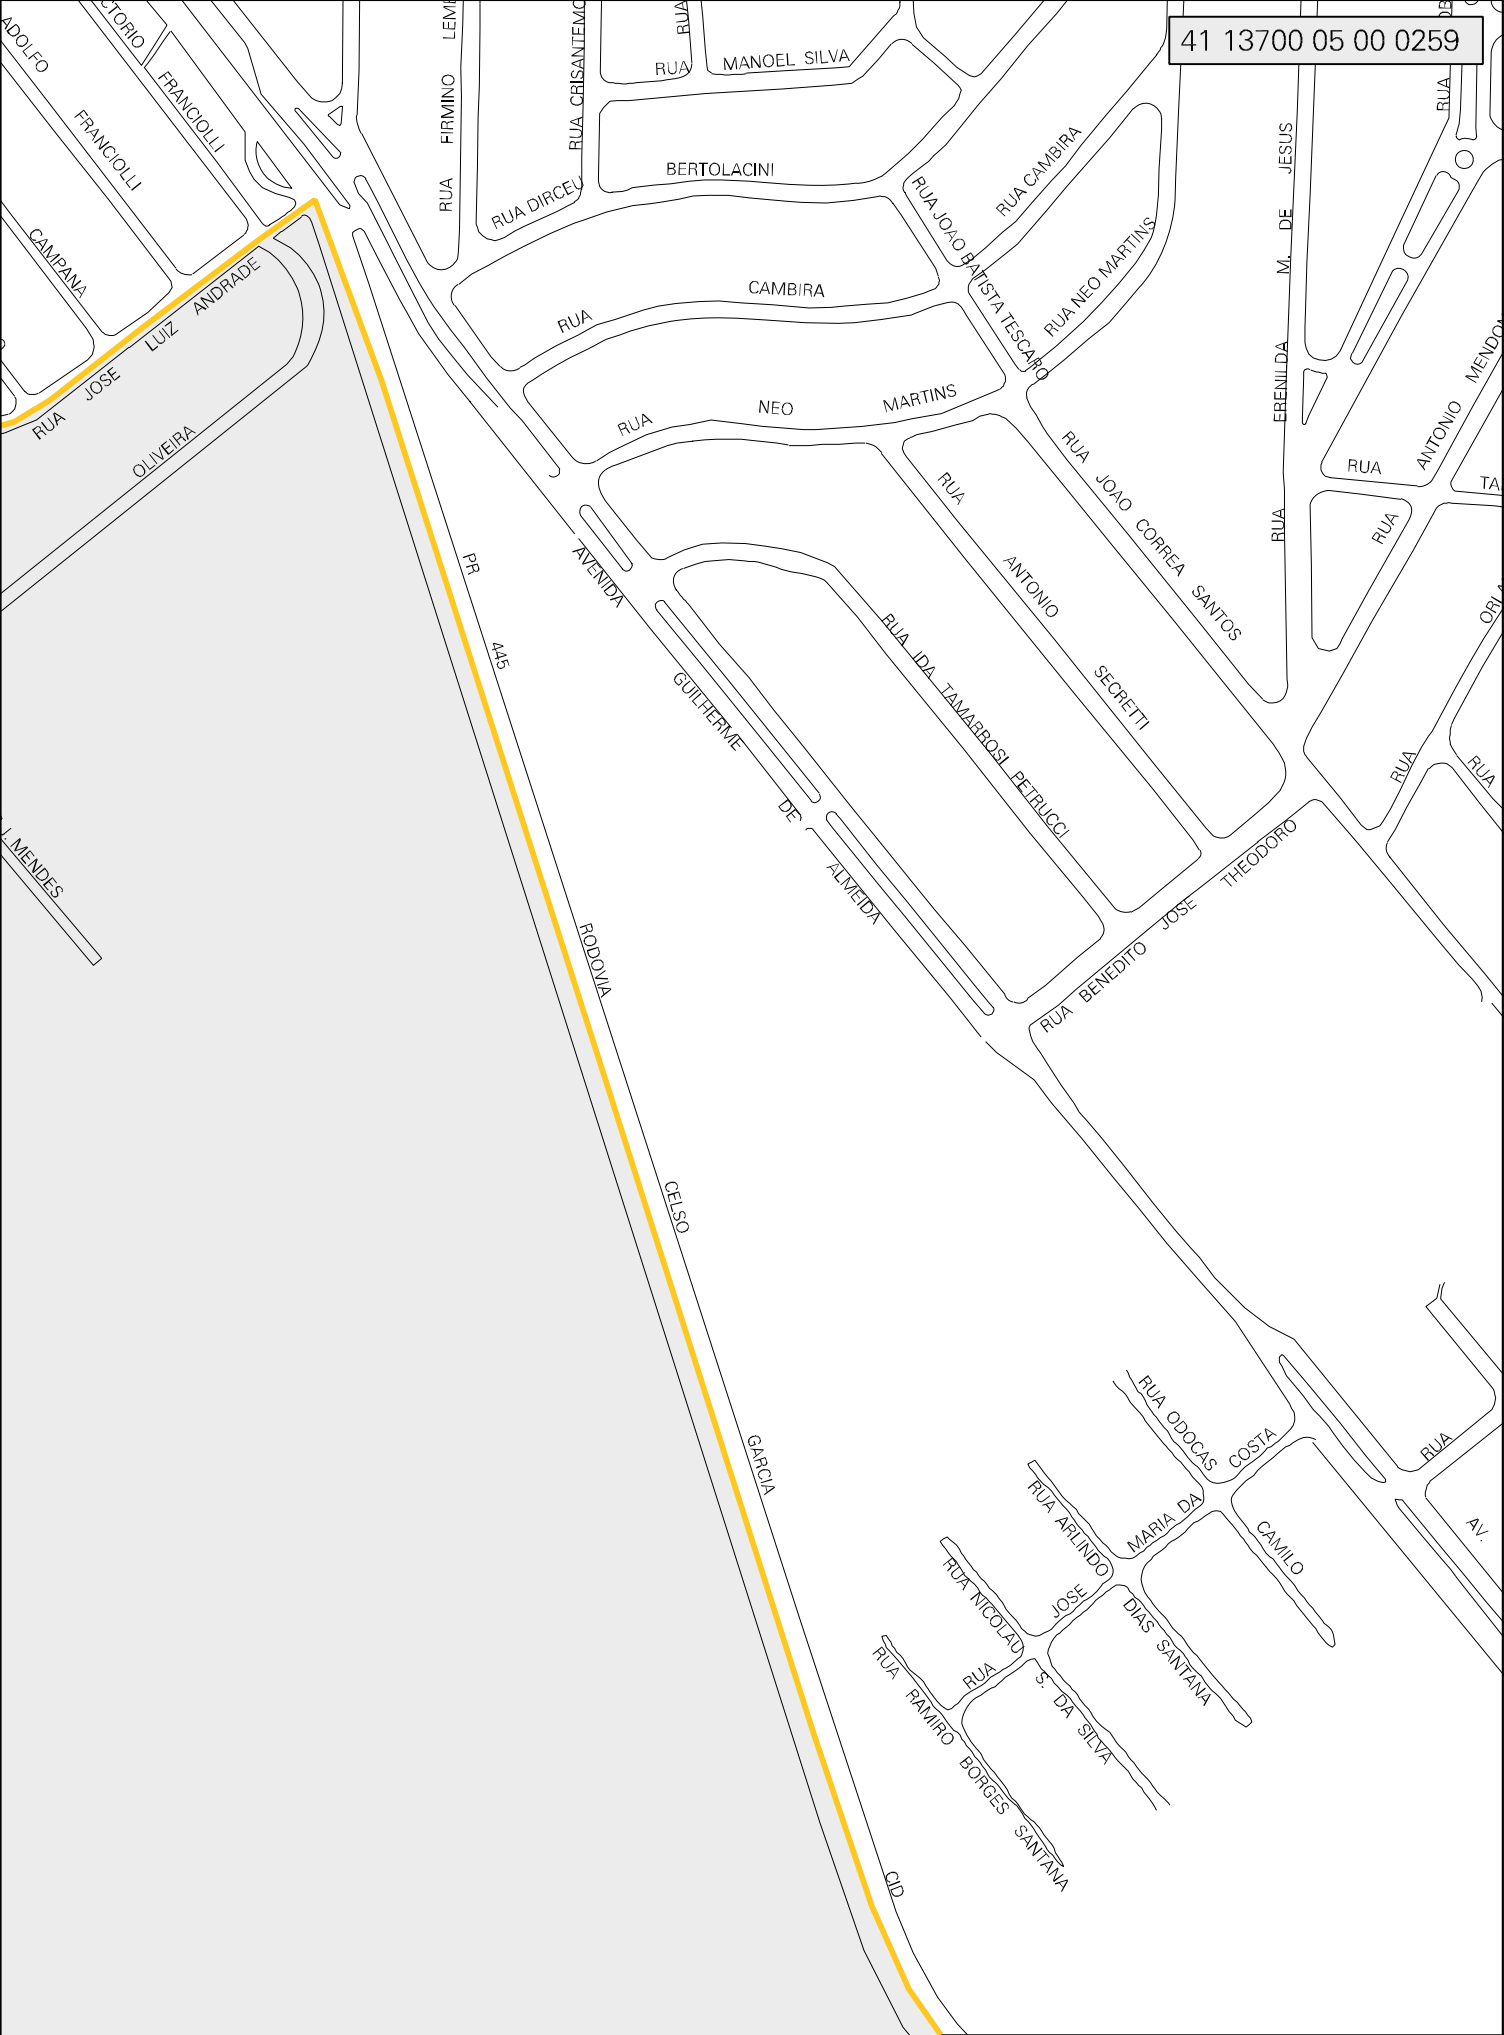 41 13700 05 00 0259
ADOLFO
FRANCIOLLI
CTORIO
FRANCIOLLI
CAMPANA
RUA JOSE LUIZ ANDRADE
OLIVEIRA
J. MENDES
RUA FIRMINO LEME
RUA CRISANTEMO
RUA
RUA MANOEL SILVA
RUA DIRCEU BERTOLACINI
RUA CAMBIRA
RUA CAMBIRA
RUA JOAO BATISTA TESCARO
RUA NEO MARTINS
RUA NEO MARTINS
RUA ERENILDA M. DE JESUS
RUA
RUA ANTONIO MENDON
RUA
TA
ORL
RUA
RUA
RUA JOAO CORREA SANTOS
RUA ANTONIO SECRETTI
RUA IDA TAMARROSI PETRUCCI
AVENIDA GUILHERME DE ALMEIDA
RUA BENEDITO JOSE THEODORO
PR 445
RODOVIA CELSO GARCIA CID
RUA ODOCAS CAMILO
RUA JOSE MARIA DA COSTA
RUA ARLINDO DIAS SANTANA
RUA NICOLAU S. DA SILVA
RUA RAMIRO BORGES SANTANA
RUA
AV.